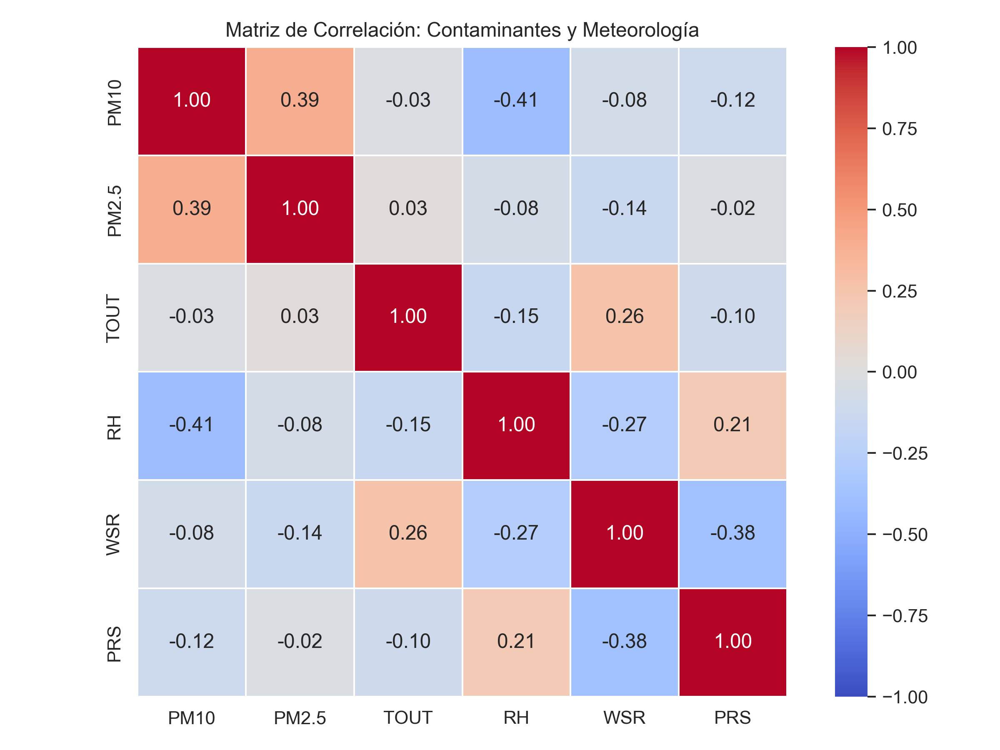 Matriz de Correlación: Contaminantes y Meteorología
PM10 1.00 0.39 -0.03 -0.41 -0.08 -0.12
PM2.5 0.39 1.00 0.03 -0.08 -0.14 -0.02
TOUT -0.03 0.03 1.00 -0.15 0.26 -0.10
RH -0.41 -0.08 -0.15 1.00 -0.27 0.21
WSR -0.08 -0.14 0.26 -0.27 1.00 -0.38
PRS -0.12 -0.02 -0.10 0.21 -0.38 1.00
PM10 PM2.5 TOUT RH WSR PRS
1.00
0.75
0.50
0.25
0.00
−0.25
−0.50
−0.75
−1.00